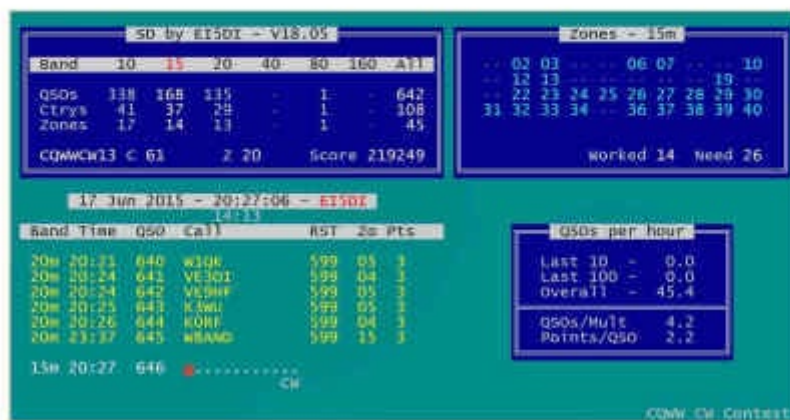 SD by EI5DI - V18.05
Band 10 15 20 40 80 160 All
QSOs 338 168 135 - 1 - 642
Ctrys 41 37 29 - 1 - 108
Zones 17 14 13 - 1 - 45
CQWWCW13 C 61 Z 20 Score 219249
Zones - 15m
-- 02 03 -- -- 06 07 -- -- 10
-- 12 13 -- -- -- -- -- 19 --
-- 22 23 24 25 26 27 28 29 30
31 32 33 34 -- 36 37 38 39 40
Worked 14 Need 26
17 Jun 2015 - 20:27:06 - EI5DI
14:13
Band Time QSO Call RST Zo Pts
20m 20:21 640 W1QK 599 05 3
20m 20:24 641 VE3OI 599 04 3
20m 20:24 642 599 05 3
20m 20:25 643 K3WU 599 05 3
20m 20:26 644 599 04 3
20m 23:37 645 599 15 3
15m 20:27 646
CW
QSOs per hour
Last 10 - 0.0
Last 100 - 0.0
Overall - 45.4
QSOs/Mult 4.2
Points/QSO 2.2
CQWW CW Contest